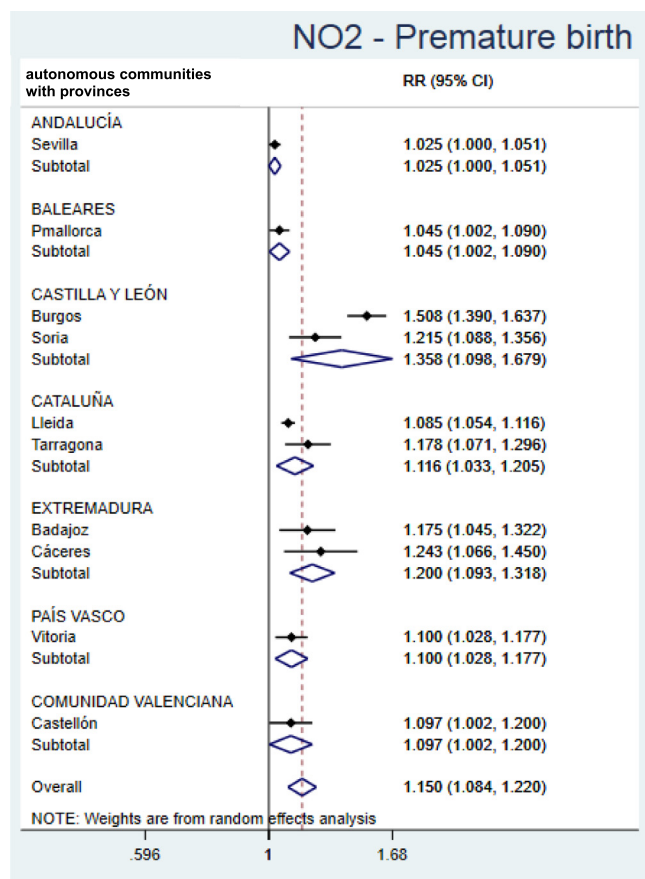 NO2 - Premature birth
autonomous communities
with provinces
RR (95% CI)
ANDALUCÍA
Sevilla 1.025 (1.000, 1.051)
Subtotal 1.025 (1.000, 1.051)
BALEARES
Pmallorca 1.045 (1.002, 1.090)
Subtotal 1.045 (1.002, 1.090)
CASTILLA Y LEÓN
Burgos 1.508 (1.390, 1.637)
Soria 1.215 (1.088, 1.356)
Subtotal 1.358 (1.098, 1.679)
CATALUÑA
Lleida 1.085 (1.054, 1.116)
Tarragona 1.178 (1.071, 1.296)
Subtotal 1.116 (1.033, 1.205)
EXTREMADURA
Badajoz 1.175 (1.045, 1.322)
Cáceres 1.243 (1.066, 1.450)
Subtotal 1.200 (1.093, 1.318)
PAÍS VASCO
Vitoria 1.100 (1.028, 1.177)
Subtotal 1.100 (1.028, 1.177)
COMUNIDAD VALENCIANA
Castellón 1.097 (1.002, 1.200)
Subtotal 1.097 (1.002, 1.200)
Overall 1.150 (1.084, 1.220)
NOTE: Weights are from random effects analysis
.596 1 1.68